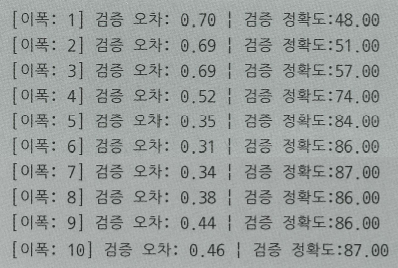 [이폭: 1] 검증 오차: 0.70 ¦ 검증 정확도:48.00
[이폭: 2] 검증 오차: 0.69 ¦ 검증 정확도:51.00
[이폭: 3] 검증 오차: 0.69 ¦ 검증 정확도:57.00
[이폭: 4] 검증 오차: 0.52 ¦ 검증 정확도:74.00
[이폭: 5] 검증 오차: 0.35 ¦ 검증 정확도:84.00
[이폭: 6] 검증 오차: 0.31 ¦ 검증 정확도:86.00
[이폭: 7] 검증 오차: 0.34 ¦ 검증 정확도:87.00
[이폭: 8] 검증 오차: 0.38 ¦ 검증 정확도:86.00
[이폭: 9] 검증 오차: 0.44 ¦ 검증 정확도:86.00
[이폭: 10] 검증 오차: 0.46 ¦ 검증 정확도:87.00